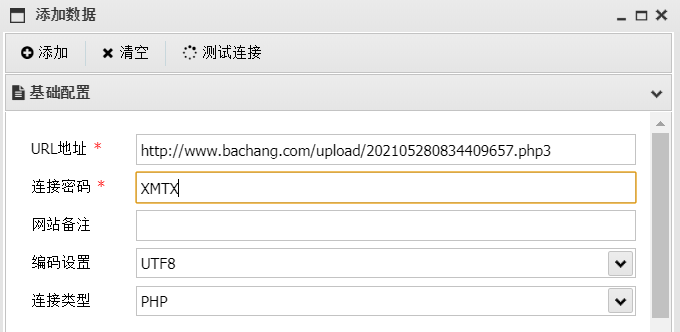 添加数据
添加 清空 测试连接
基础配置
URL地址 * http://www.bachang.com/upload/202105280834409657.php3
连接密码 * XMTX
网站备注
编码设置 UTF8
连接类型 PHP